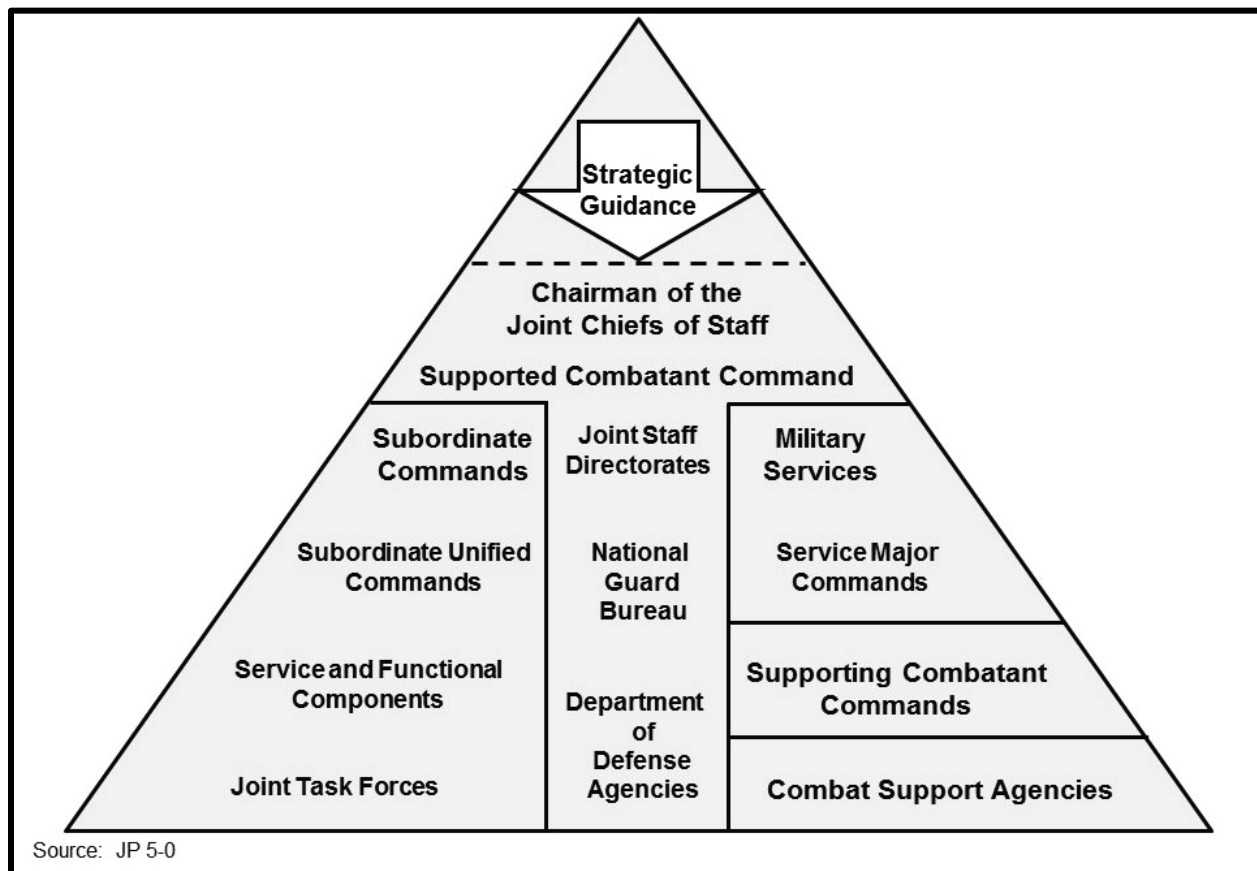 Strategic
Guidance
Chairman of the
Joint Chiefs of Staff
Supported Combatant Command
Subordinate
Commands
Subordinate Unified
Commands
Service and Functional
Components
Joint Task Forces
Joint Staff
Directorates
National
Guard
Bureau
Department
of
Defense
Agencies
Military
Services
Service Major
Commands
Supporting Combatant
Commands
Combat Support Agencies
Source: JP 5-0